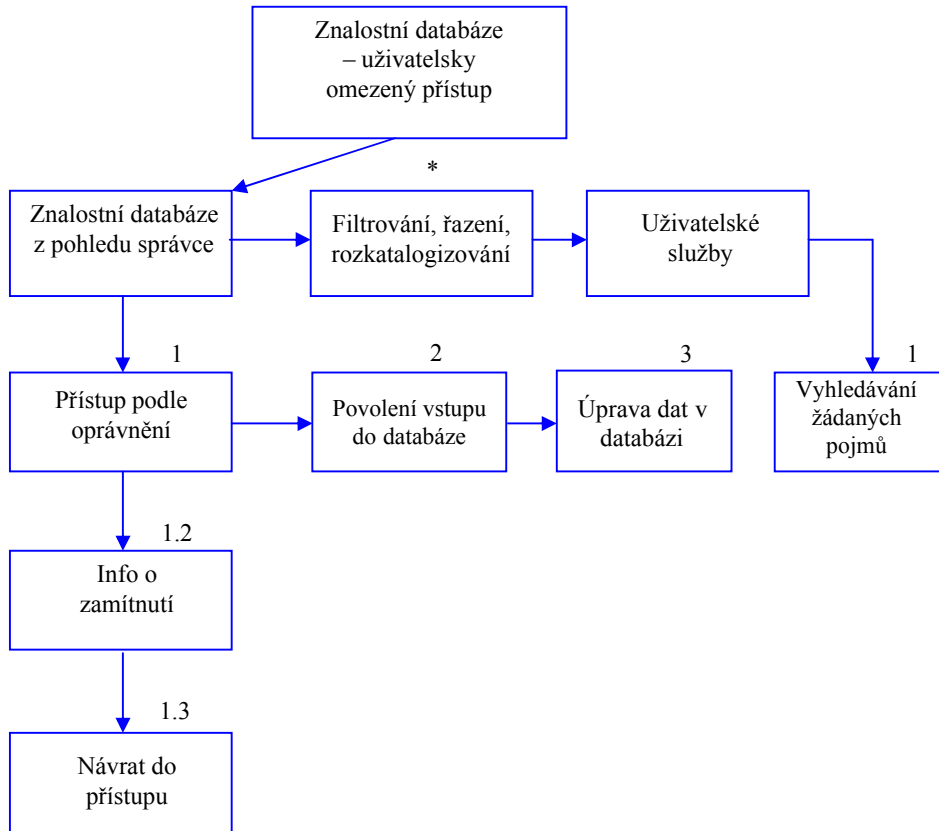 Znalostní databáze
– uživatelsky
omezený přístup
*
Znalostní databáze
z pohledu správce
Filtrování, řazení,
rozkatalogizování
Uživatelské
služby
1
2
3
1
Přístup podle
oprávnění
Povolení vstupu
do databáze
Úprava dat v
databázi
Vyhledávání
žádaných
pojmů
1.2
Info o
zamítnutí
1.3
Návrat do
přístupu